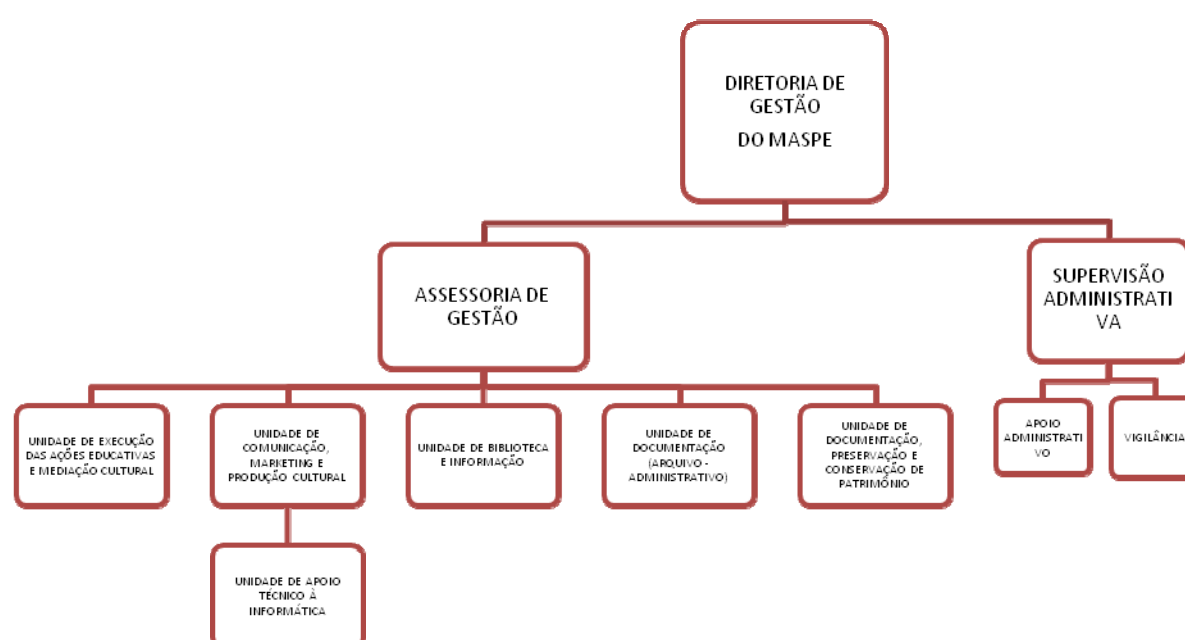 DIRETORIA DE
GESTÃO
DO MASPE
ASSESSORIA DE
GESTÃO
SUPERVISÃO
ADMINISTRATI
VA
UNIDADE DE EXECUÇÃO
DAS AÇÕES EDUCATIVAS
E MEDIAÇÃO CULTURAL
UNIDADE DE
COMUNICAÇÃO,
MARKETING E
PRODUÇÃO CULTURAL
UNIDADE DE BIBLIOTECA
E INFORMAÇÃO
UNIDADE DE
DOCUMENTAÇÃO
(ARQUIVO -
ADMINISTRATIVO)
UNIDADE DE
DOCUMENTAÇÃO,
PRESERVAÇÃO E
CONSERVAÇÃO DE
PATRIMÔNIO
APOIO
ADMINISTRATI
VO
VIGILÂNCIA
UNIDADE DE APOIO
TÉCNICO À
INFORMÁTICA